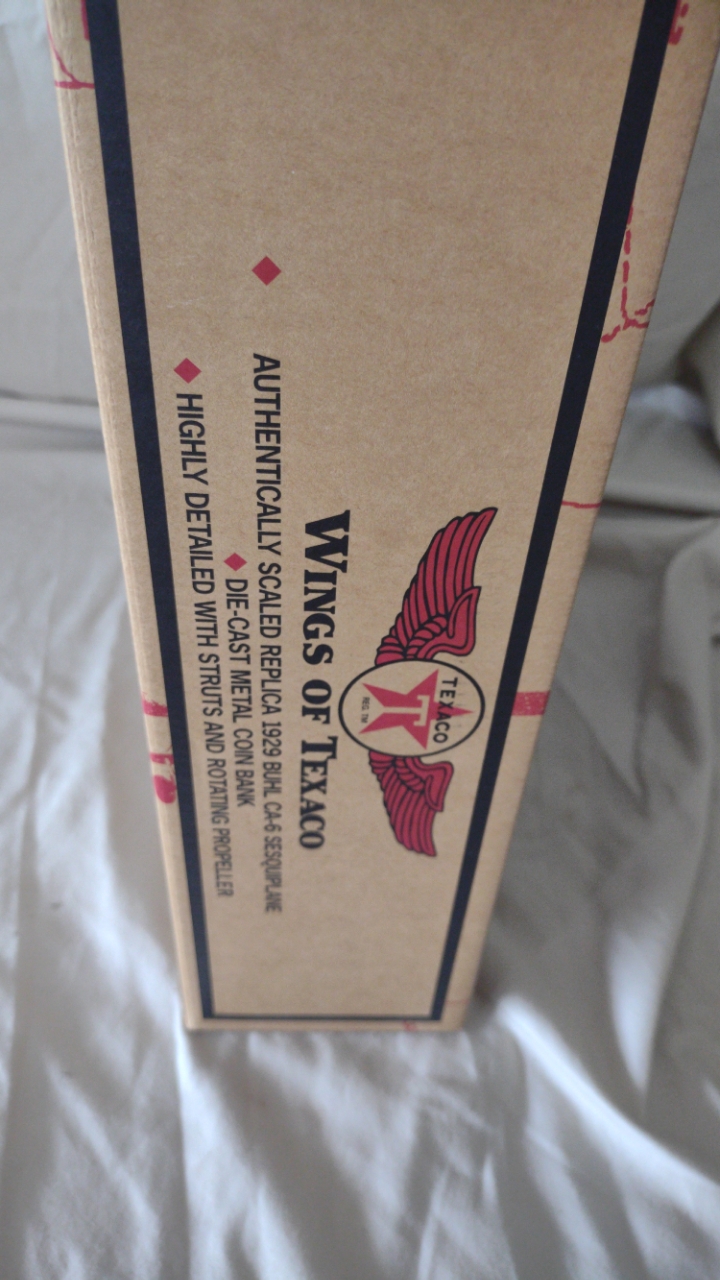 TEXACO
T
REG. TM
WINGS OF TEXACO
AUTHENTICALLY SCALED REPLICA 1929 BUHL CA-6 SESQUIPLANE
DIE-CAST METAL COIN BANK
HIGHLY DETAILED WITH STRUTS AND ROTATING PROPELLER